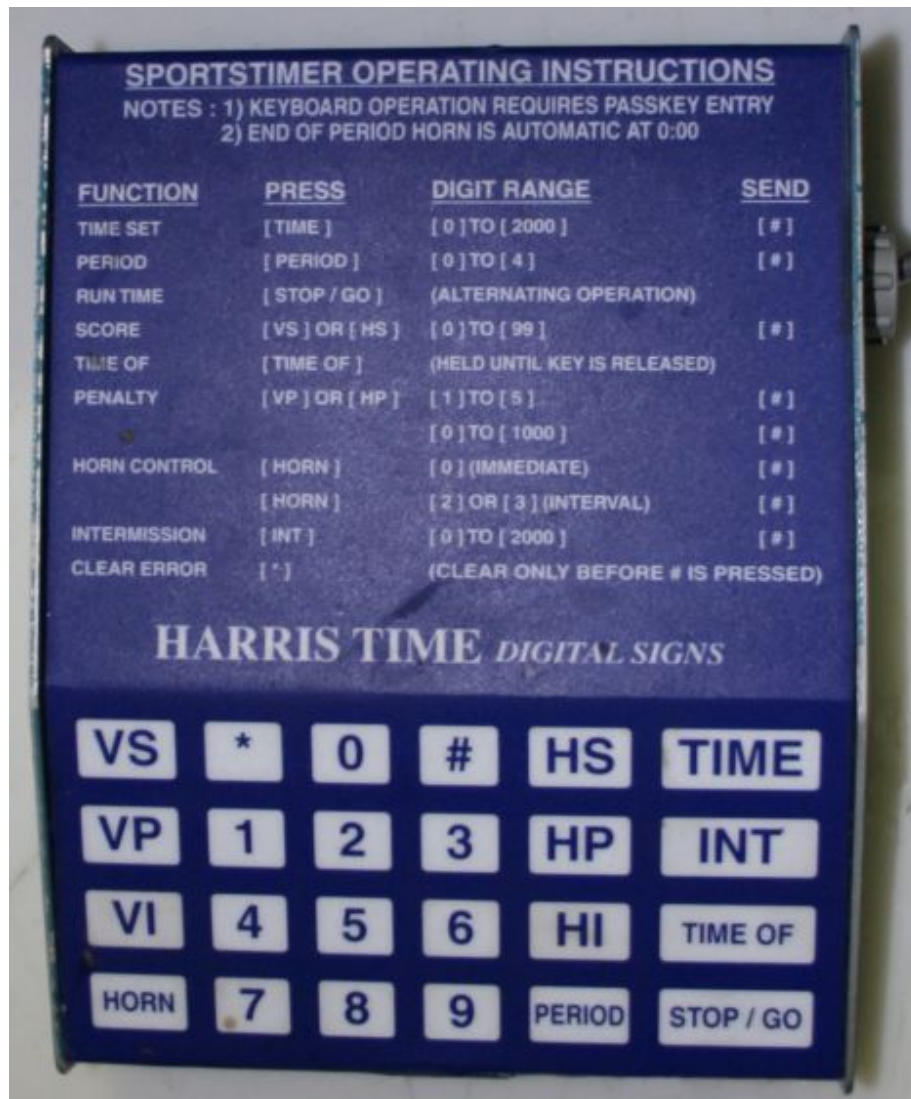 SPORTSTIMER OPERATING INSTRUCTIONS
NOTES : 1) KEYBOARD OPERATION REQUIRES PASSKEY ENTRY
2) END OF PERIOD HORN IS AUTOMATIC AT 0:00
FUNCTION PRESS DIGIT RANGE SEND
TIME SET [ TIME ] [ 0 ] TO [ 2000 ] [ # ]
PERIOD [ PERIOD ] [ 0 ] TO [ 4 ] [ # ]
RUN TIME [ STOP / GO ] (ALTERNATING OPERATION)
SCORE [ VS ] OR [ HS ] [ 0 ] TO [ 99 ] [ # ]
TIME OF [ TIME OF ] (HELD UNTIL KEY IS RELEASED)
PENALTY [ VP ] OR [ HP ] [ 1 ] TO [ 5 ] [ # ]
[ 0 ] TO [ 1000 ] [ # ]
HORN CONTROL [ HORN ] [ 0 ] (IMMEDIATE) [ # ]
[ HORN ] [ 2 ] OR [ 3 ] (INTERVAL) [ # ]
INTERMISSION [ INT ] [ 0 ] TO [ 2000 ] [ # ]
CLEAR ERROR [ * ] (CLEAR ONLY BEFORE # IS PRESSED)
HARRIS TIME DIGITAL SIGNS
VS * 0 # HS TIME
VP 1 2 3 HP INT
VI 4 5 6 HI TIME OF
HORN 7 8 9 PERIOD STOP / GO